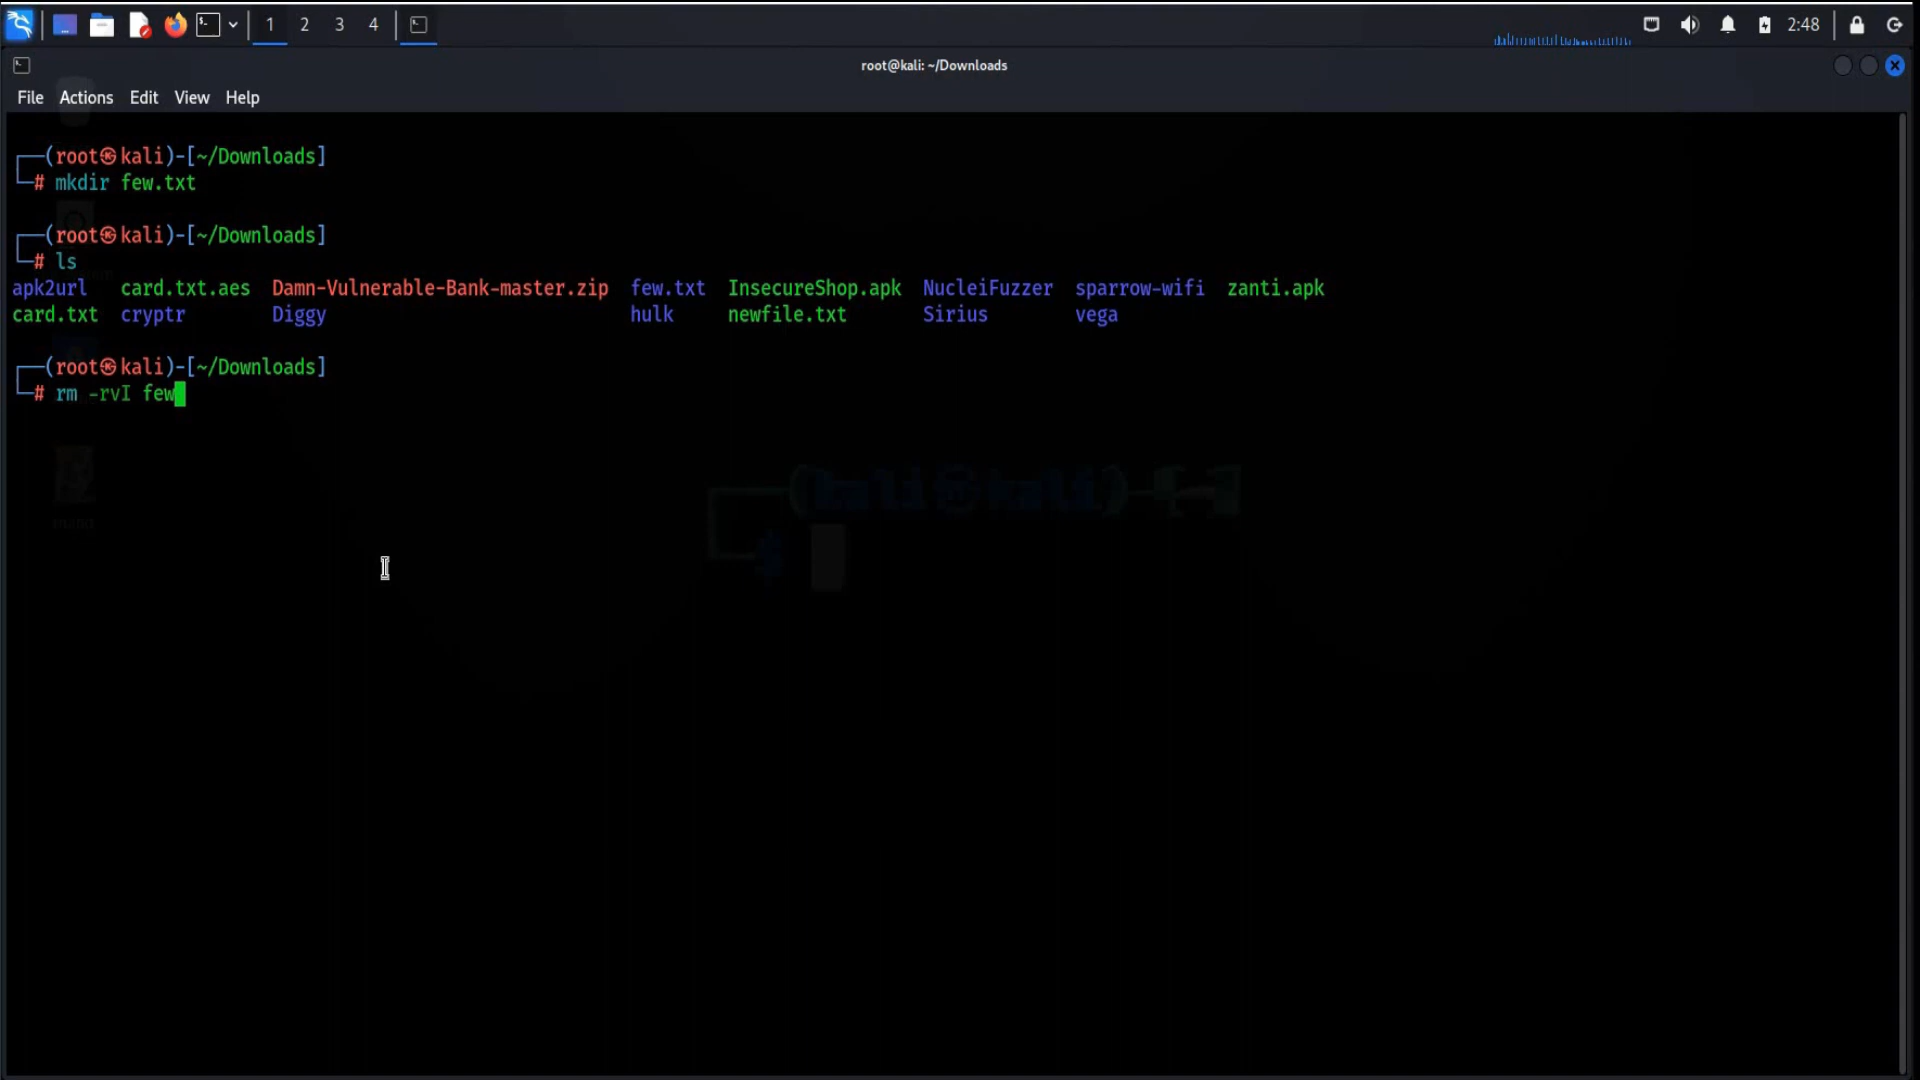 1 2 3 4 2:48
root@kali: ~/Downloads
File Actions Edit View Help
┌──(root㉿kali)-[~/Downloads]
└─# mkdir few.txt
┌──(root㉿kali)-[~/Downloads]
└─# ls
apk2url card.txt.aes Damn-Vulnerable-Bank-master.zip few.txt InsecureShop.apk NucleiFuzzer sparrow-wifi zanti.apk
card.txt cryptr Diggy hulk newfile.txt Sirius vega
┌──(root㉿kali)-[~/Downloads]
└─# rm -rvI few
(kali㉿kali)-[~]